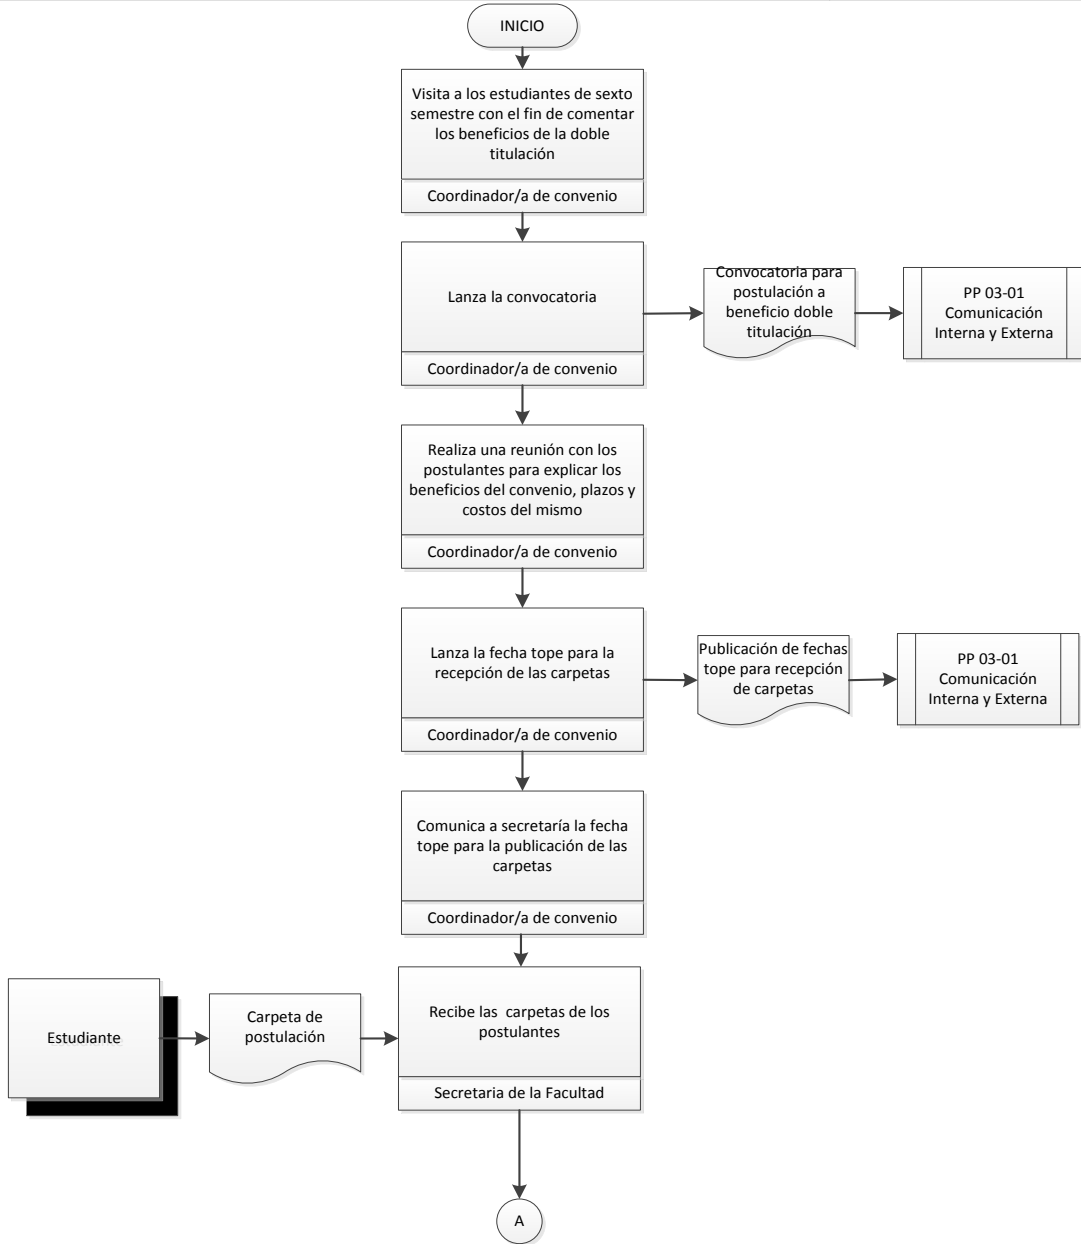 INICIO
Visita a los estudiantes de sexto
semestre con el fin de comentar
los beneficios de la doble
titulación
Coordinador/a de convenio
Lanza la convocatoria
Coordinador/a de convenio
Convocatoria para
postulación a
beneficio doble
titulación
PP 03-01
Comunicación
Interna y Externa
Realiza una reunión con los
postulantes para explicar los
beneficios del convenio, plazos y
costos del mismo
Coordinador/a de convenio
Lanza la fecha tope para la
recepción de las carpetas
Coordinador/a de convenio
Publicación de fechas
tope para recepción
de carpetas
PP 03-01
Comunicación
Interna y Externa
Comunica a secretaría la fecha
tope para la publicación de las
carpetas
Coordinador/a de convenio
Estudiante
Carpeta de
postulación
Recibe las  carpetas de los
postulantes
Secretaria de la Facultad
A